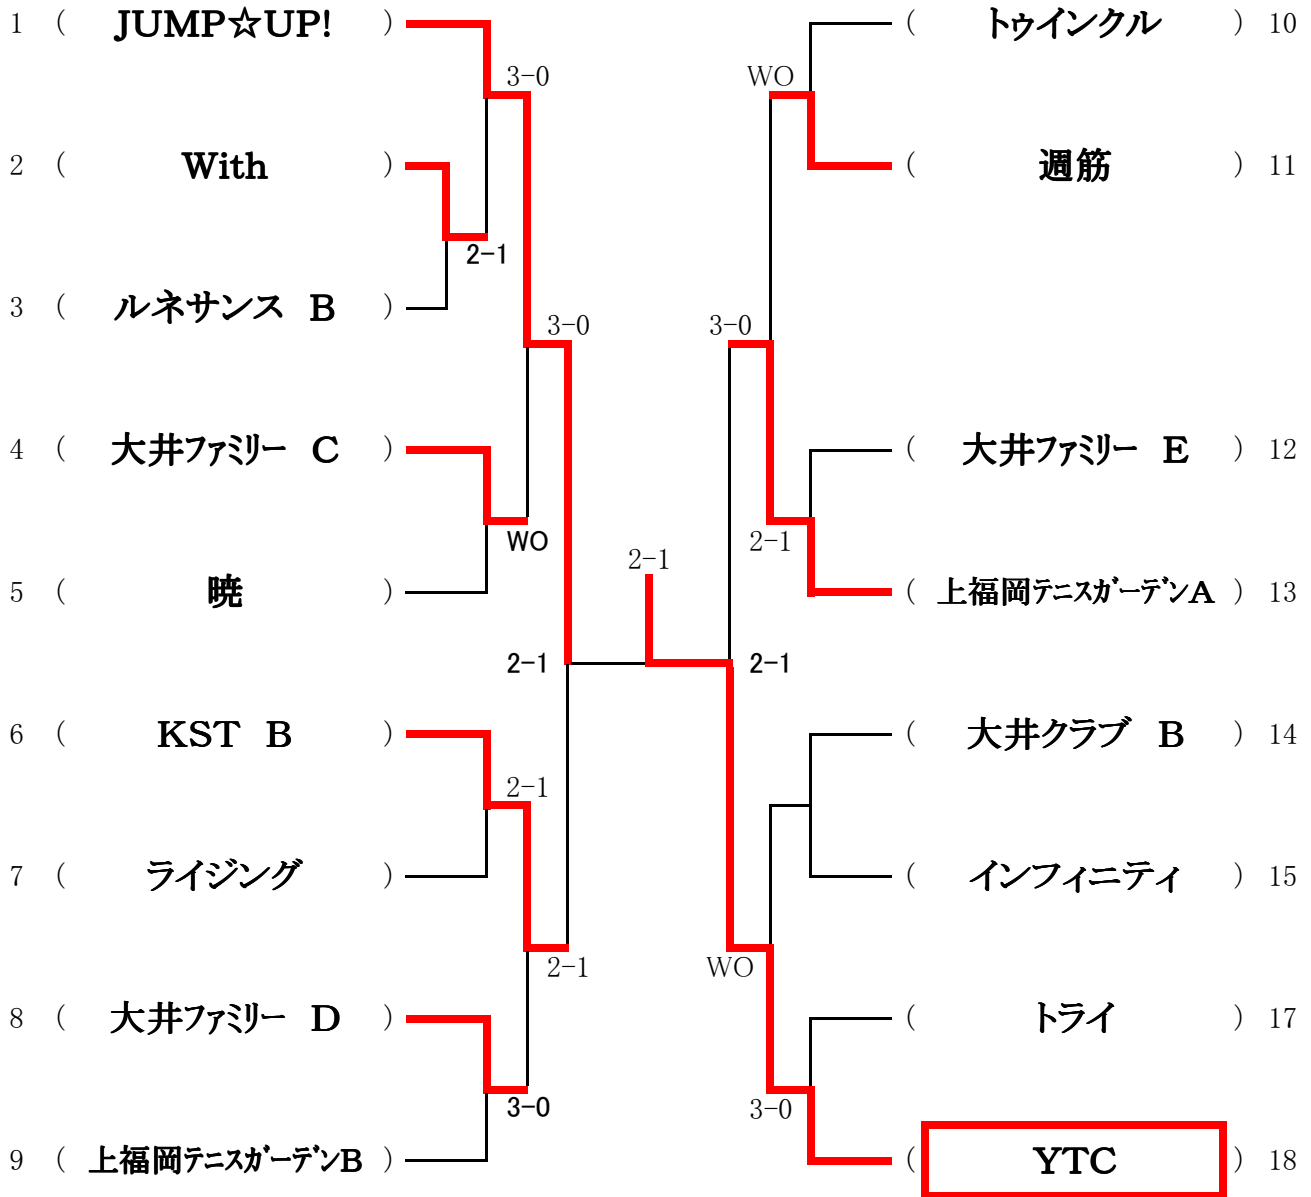 1 ( JUMP☆UP! ) ( トゥインクル ) 10
3-0 WO
2 ( With ) ( 週筋 ) 11
2-1
3 ( ルネサンス B )
3-0 3-0
4 ( 大井ファミリー C ) ( 大井ファミリー E ) 12
WO 2-1
2-1
5 ( 暁 ) ( 上福岡テニスガーデンA ) 13
2-1 2-1
6 ( KST B ) ( 大井クラブ B ) 14
2-1
7 ( ライジング ) ( インフィニティ ) 15
2-1 WO
8 ( 大井ファミリー D ) ( トライ ) 17
3-0 3-0
9 ( 上福岡テニスガーデンB ) ( YTC ) 18